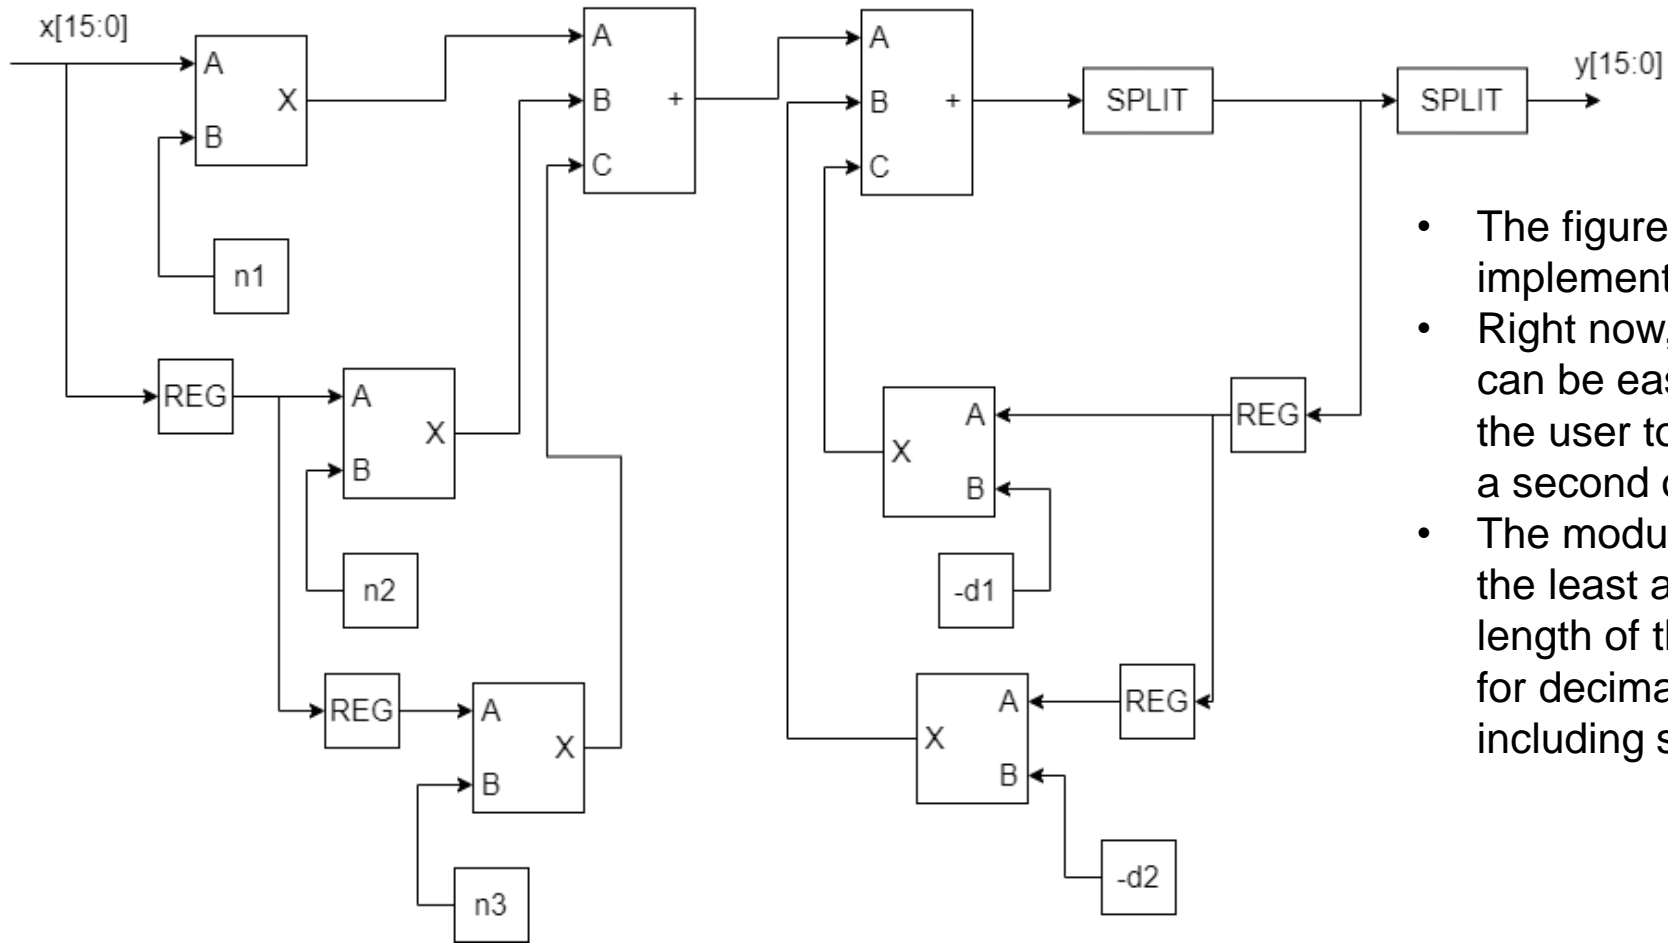 x[15:0]
A
X
B
n1
REG
A
X
B
n2
REG
A
X
B
n3
A
B
+
C
A
B
+
C
SPLIT
SPLIT
y[15:0]
A
X
B
REG
-d1
A
X
B
REG
-d2
• The figure
implement
• Right now,
can be eas
the user to
a second
• The modu
the least a
length of th
for decima
including s